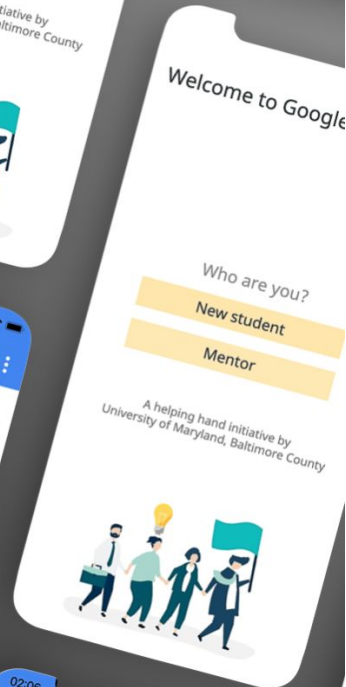 tiative by
altimore County
Welcome to Google
Who are you?
New student
Mentor
A helping hand initiative by
University of Maryland, Baltimore County
02:06